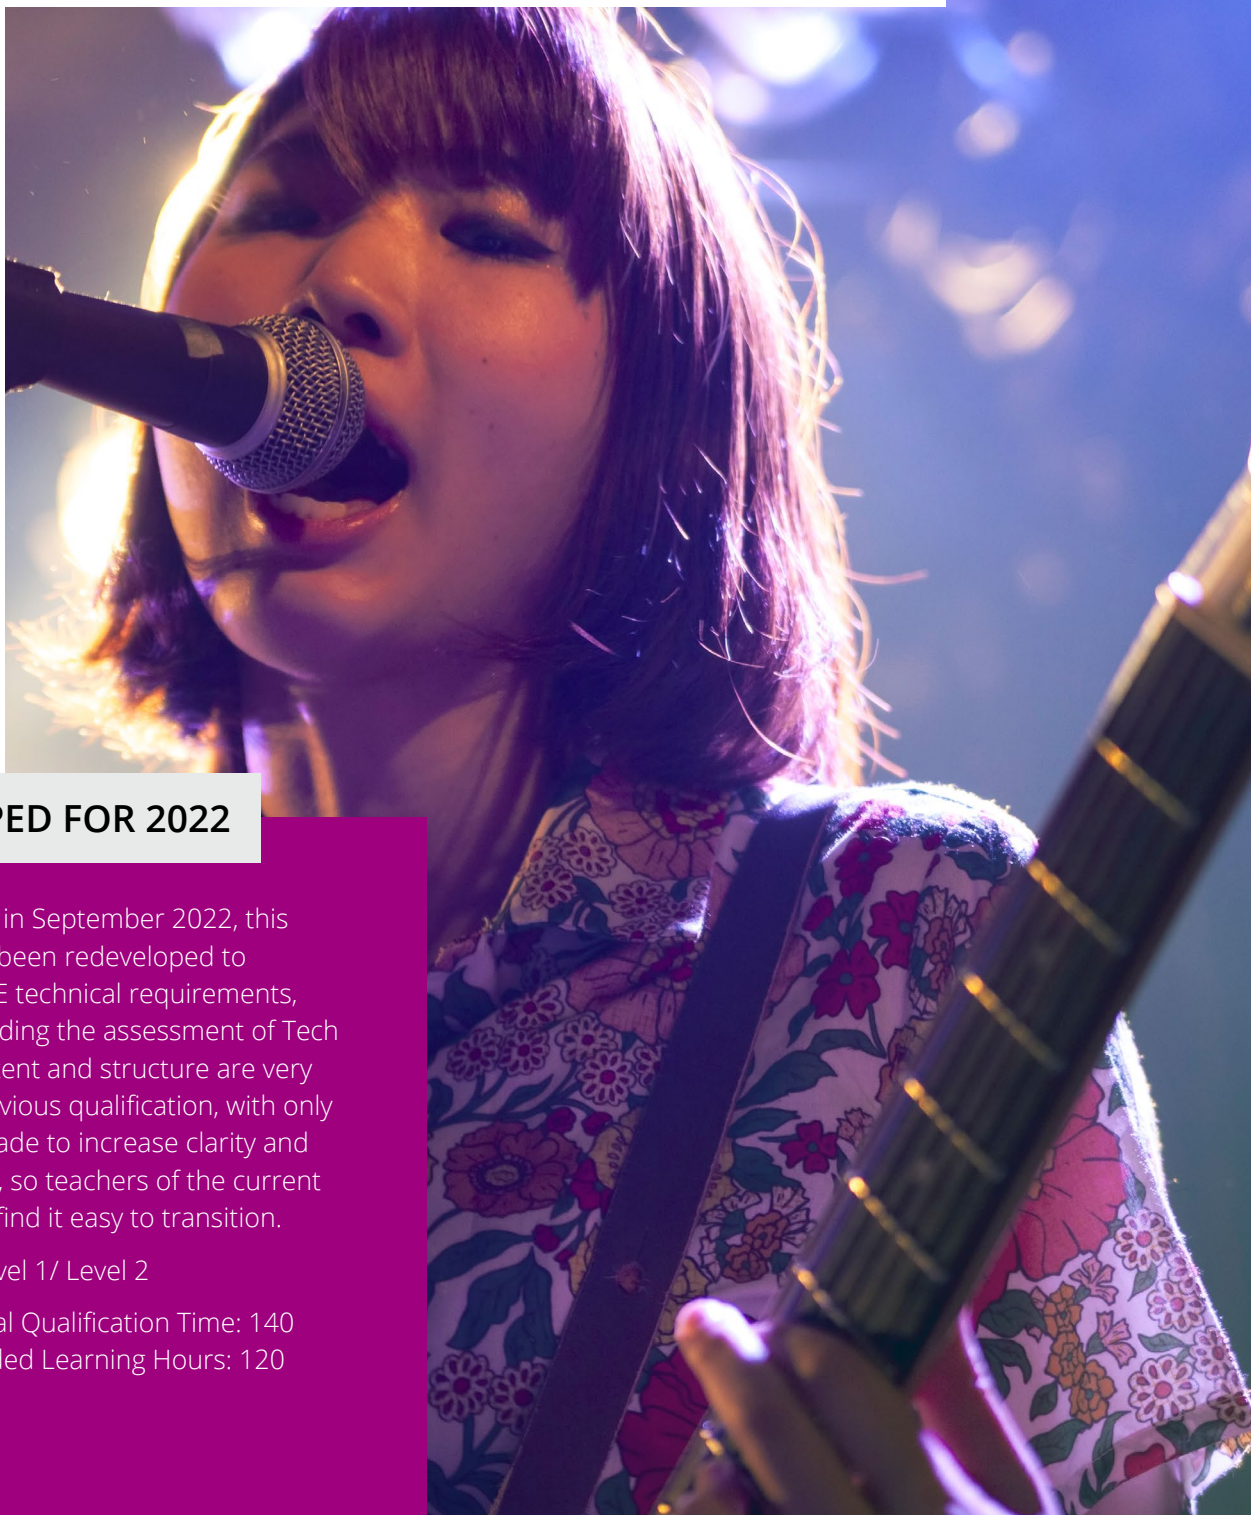 PED FOR 2022
in September 2022, this
been redeveloped to
E technical requirements,
ding the assessment of Tech
ent and structure are very
vious qualification, with only
ade to increase clarity and
, so teachers of the current
find it easy to transition.
vel 1/ Level 2
al Qualification Time: 140
ded Learning Hours: 120